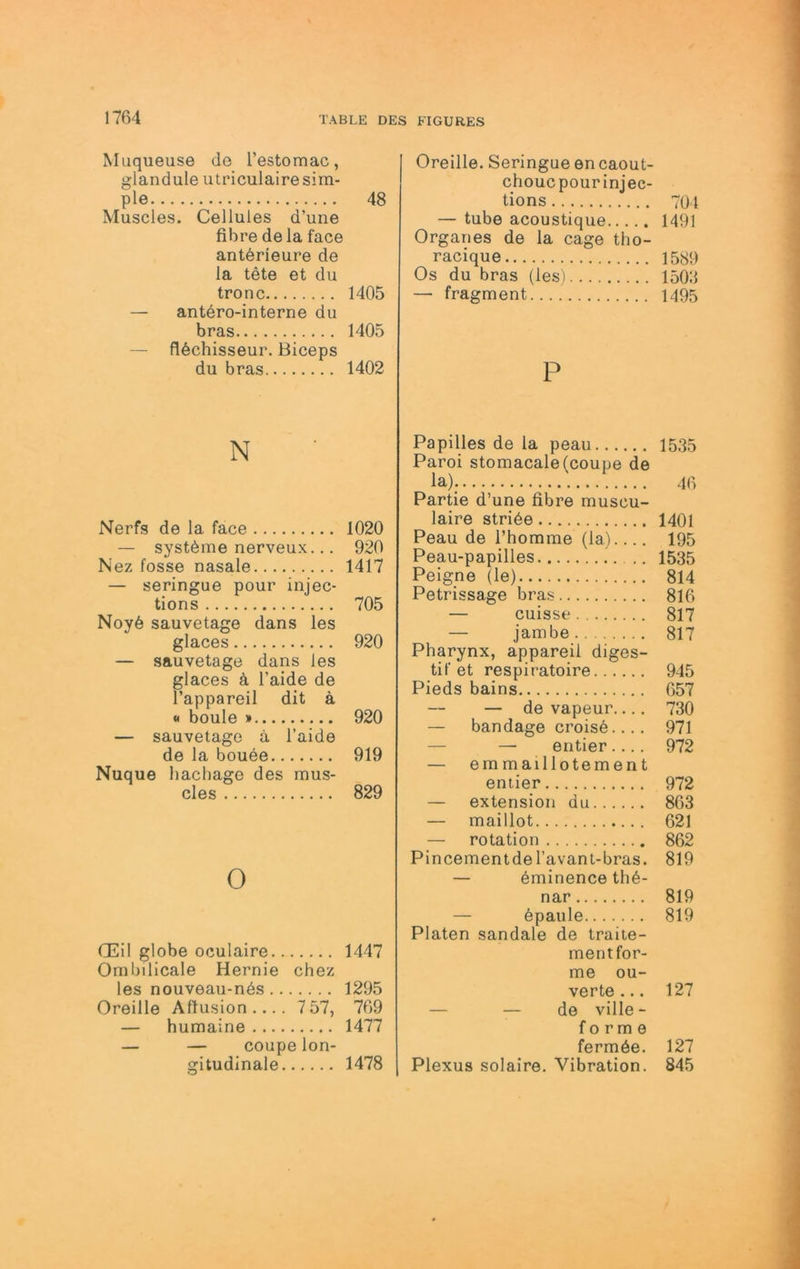 1764 TABLE DES FIGURES
Muqueuse de l'estomac,
glandule utriculaire sim-
ple.................... 48
Muscles. Cellules d'une
fibre de la face
antérieure de
la tête et du
tronc........ 1405
— antéro-interne du
bras........... 1405
— fléchisseur. Biceps
du bras........ 1402
N
Nerfs de la face......... 1020
— système nerveux... 920
Nez fosse nasale......... 1417
— seringue pour injec-
tions.............. 705
Noyé sauvetage dans les
glaces........... 920
— sauvetage dans les
glaces à l'aide de
l'appareil dit à
« boule »......... 920
— sauvetage à l'aide
de la bouée....... 919
Nuque hachage des mus-
cles............ 829
O
Œil globe oculaire....... 1447
Ombilicale Hernie chez
les nouveau-nés....... 1295
Oreille Affusion.... 757, 769
— humaine......... 1477
— — coupe lon-
gitudinale...... 1478
Oreille. Seringue en caout-
chouc pour injec-
tions........... 704
— tube acoustique..... 1491
Organes de la cage tho-
racique................ 1589
Os du bras (les)......... 1503
— fragment............. 1495
P
Papilles de la peau...... 1535
Paroi stomacale (coupe de
la)..................... 46
Partie d'une fibre muscu-
laire striée............ 1401
Peau de l'homme (la).... 195
Peau-papilles........... 1535
Peigne (le).............. 814
Petrissage bras.......... 816
— cuisse........ 817
— jambe........ 817
Pharynx, appareil diges-
tif et respiratoire...... 945
Pieds bains.............. 657
— — de vapeur.... 730
— bandage croisé.... 971
— — entier.... 972
— emmaillotement
entier........... 972
— extension du...... 863
— maillot............ 621
— rotation........... 862
Pincement de l'avant-bras. 819
— éminence thé-
nar........ 819
— épaule....... 819
Platen sandale de traite-
ment for-
me ou-
verte... 127
— — de ville-
forme
fermée. 127
Plexus solaire. Vibration. 845